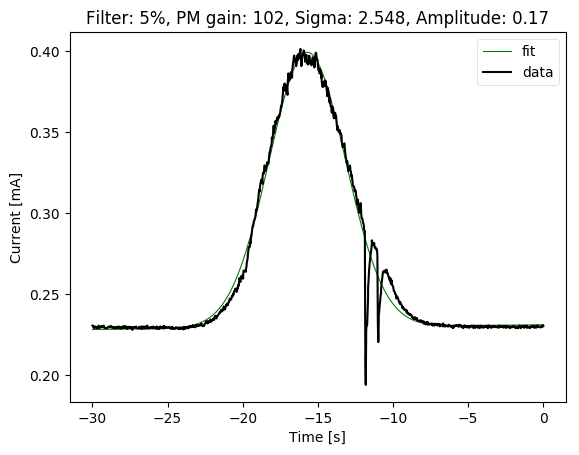 Filter: 5%, PM gain: 102, Sigma: 2.548, Amplitude: 0.17
fit
data
0.40
0.35
0.30
0.25
0.20
Current [mA]
−30
−25
−20
−15
−10
−5
0
Time [s]